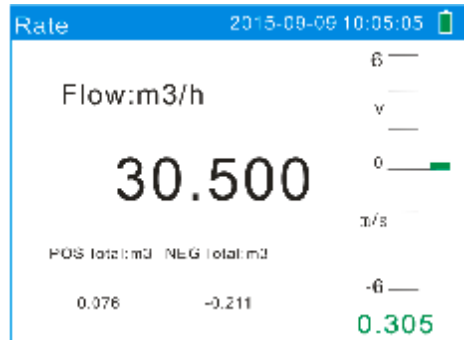 Rate 2015-09-09 10:05:05
Flow:m3/h
30.500
POS Total:m3 NEG Total:m3
0.076 -0.211
6
V
0
m/s
-6
0.305